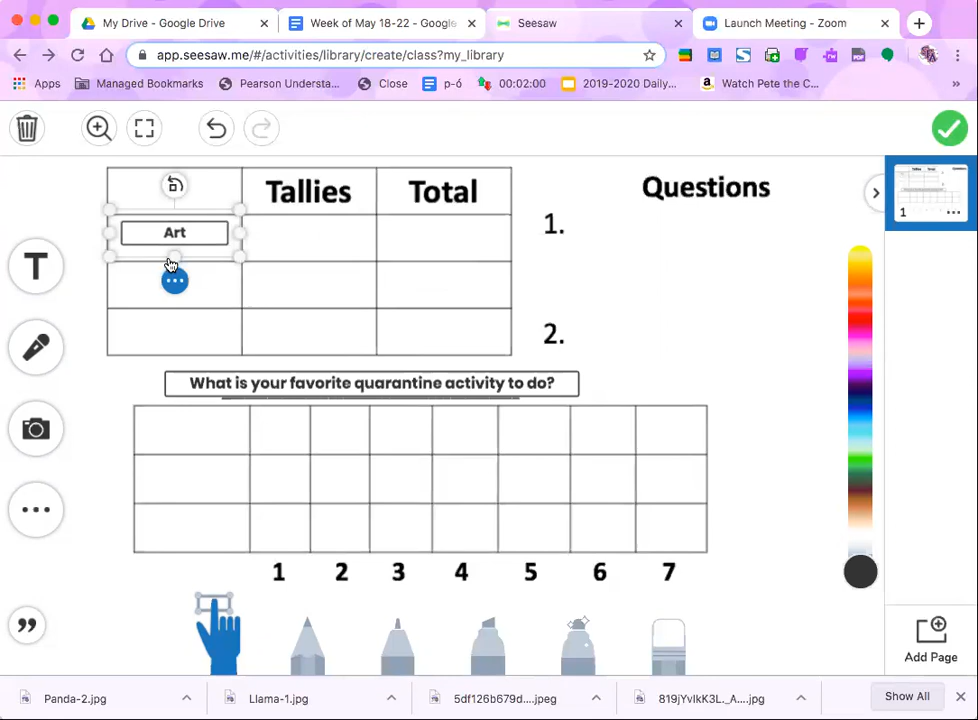 My Drive - Google Drive
Week of May 18-22 - Google
Seesaw
Launch Meeting - Zoom
app.seesaw.me/#/activities/library/create/class?my_library
Apps
Managed Bookmarks
Pearson Understa...
Close
p-6
00:02:00
2019-2020 Daily...
Watch Pete the C...
»
Tallies
Total
Questions
Art
1.
2.
What is your favorite quarantine activity to do?
1 2 3 4 5 6 7
T
1
Add Page
Panda-2.jpg
Llama-1.jpg
5df126b679d....jpeg
819jYvIkK3L._A....jpg
Show All